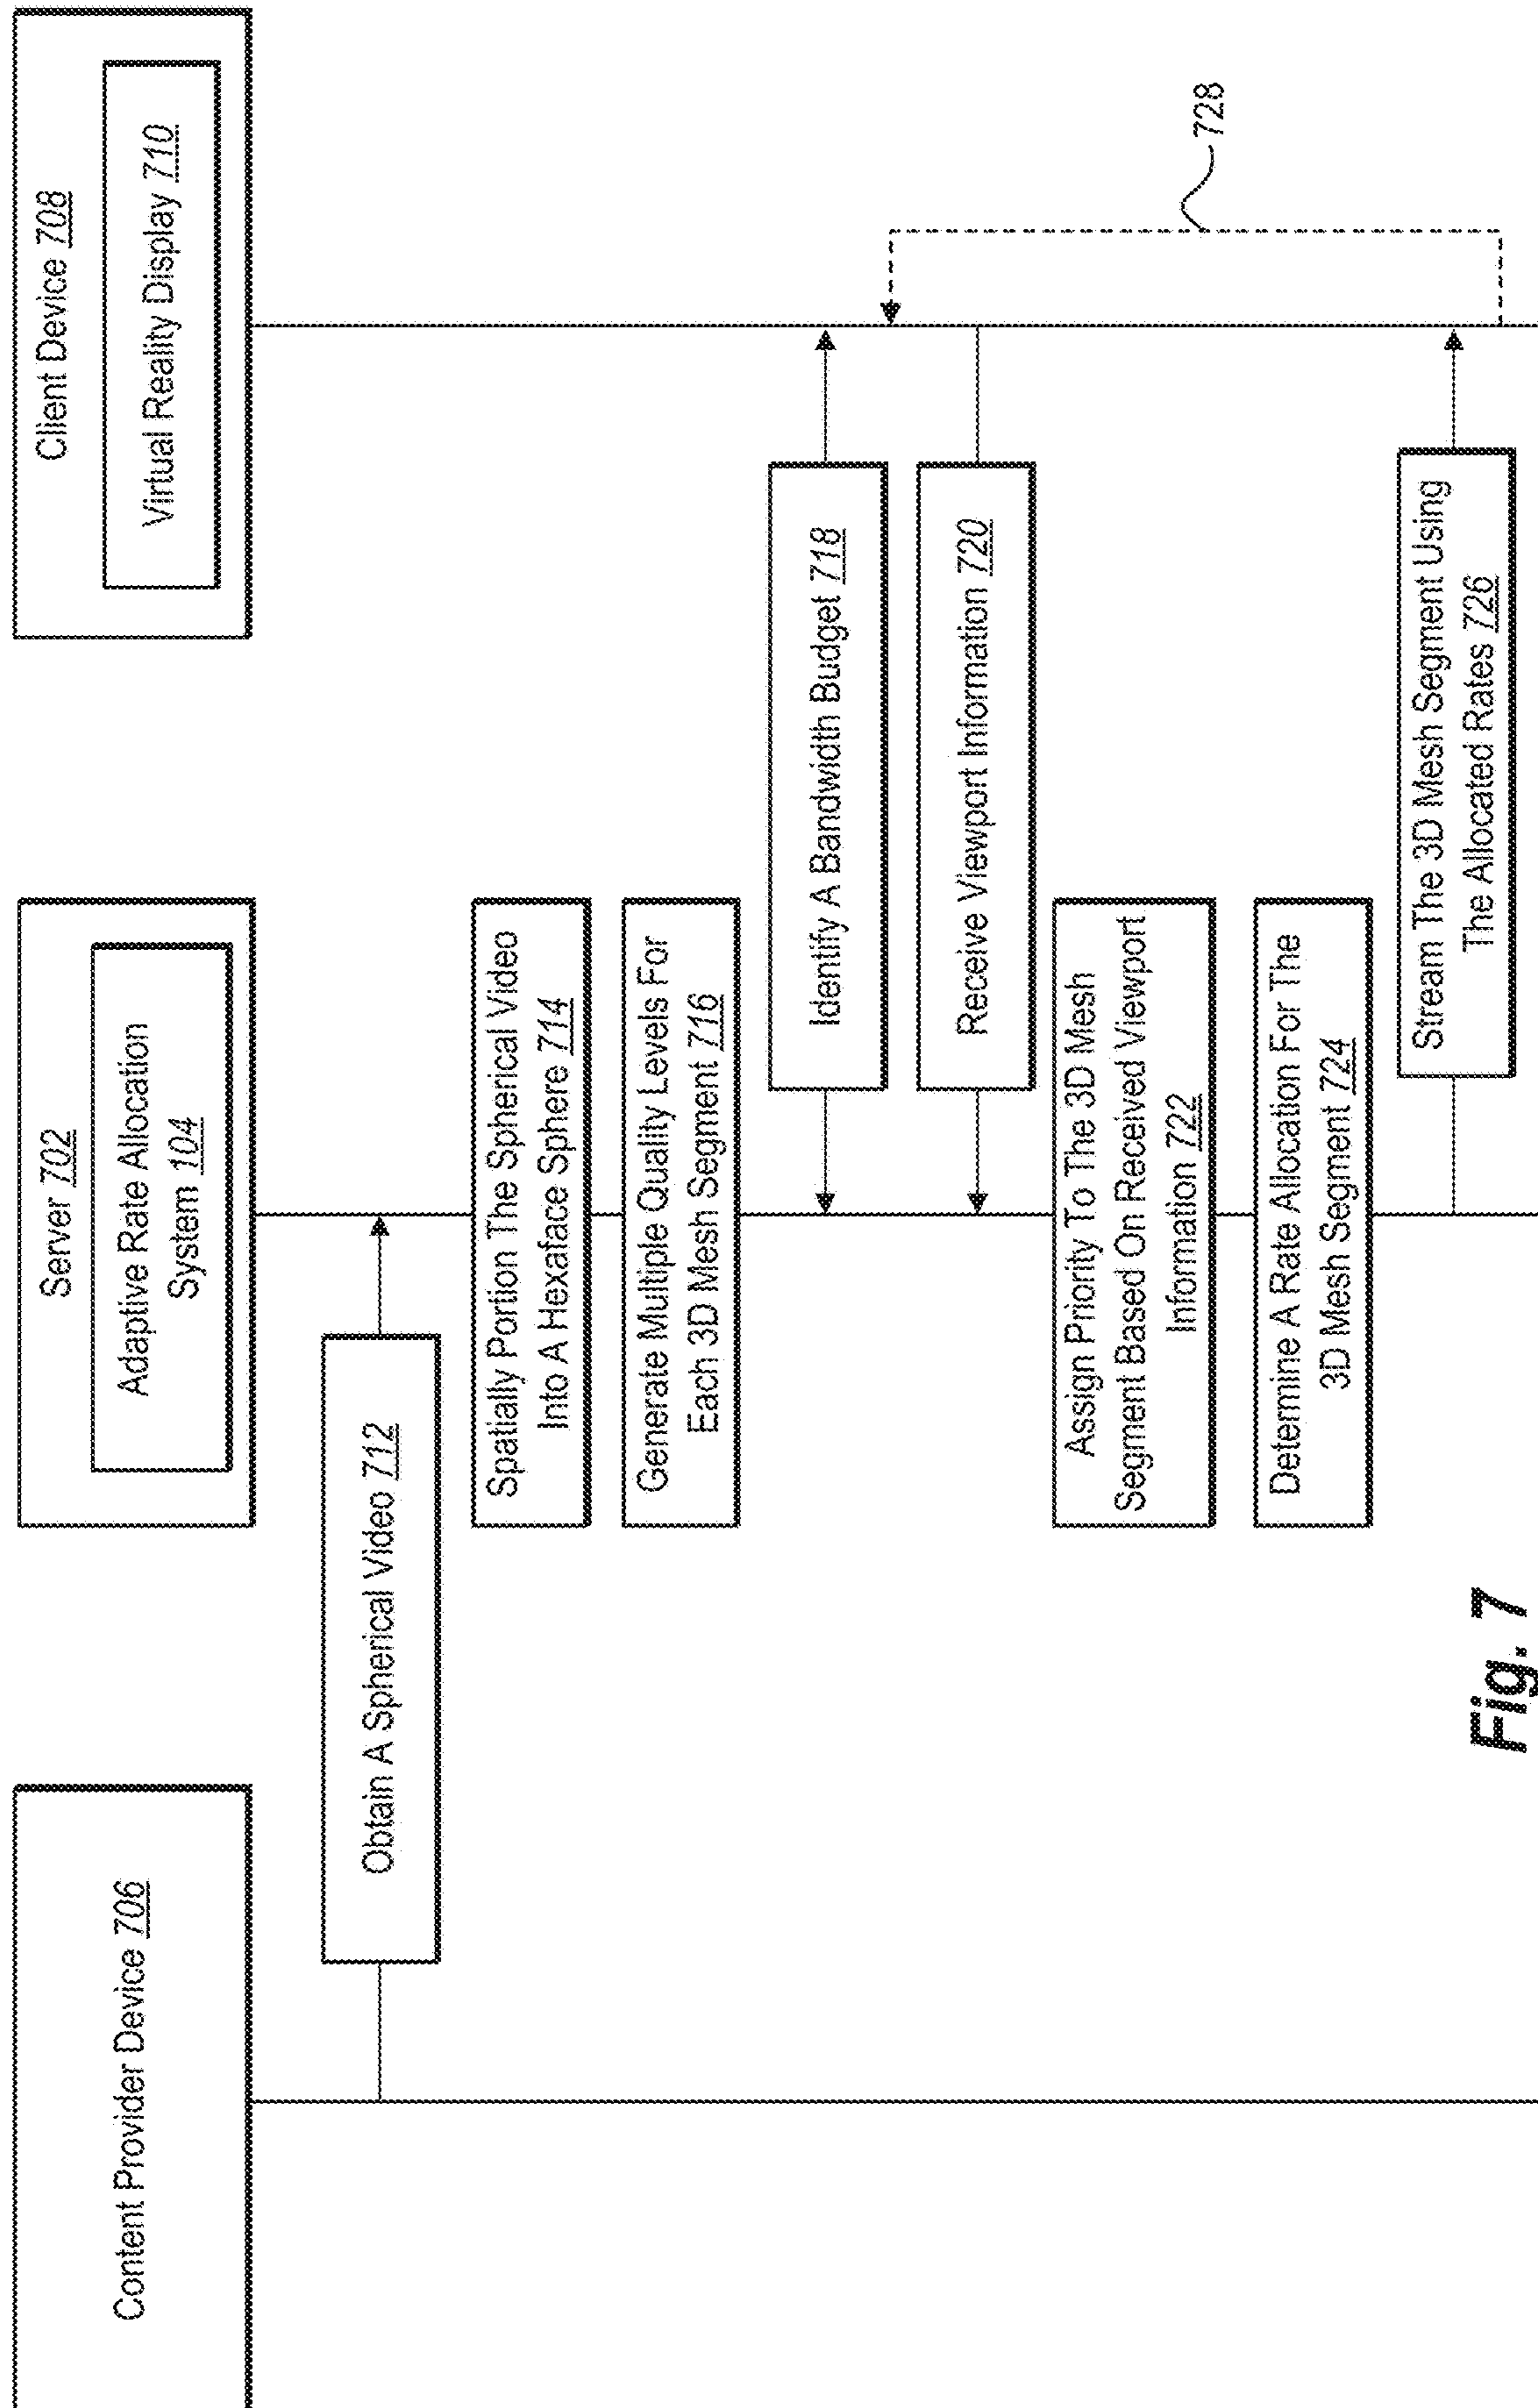 Content Provider Device 706
Server 702
Adaptive Rate Allocation
System 104
Client Device 708
Virtual Reality Display 710
Obtain A Spherical Video 712
Spatially Portion The Spherical Video
Into A Hexaface Sphere 714
Generate Multiple Quality Levels For
Each 3D Mesh Segment 716
Identify A Bandwidth Budget 718
Receive Viewport Information 720
Assign Priority To The 3D Mesh
Segment Based On Received Viewport
Information 722
Determine A Rate Allocation For The
3D Mesh Segment 724
Stream The 3D Mesh Segment Using
The Allocated Rates 726
728
Fig. 7